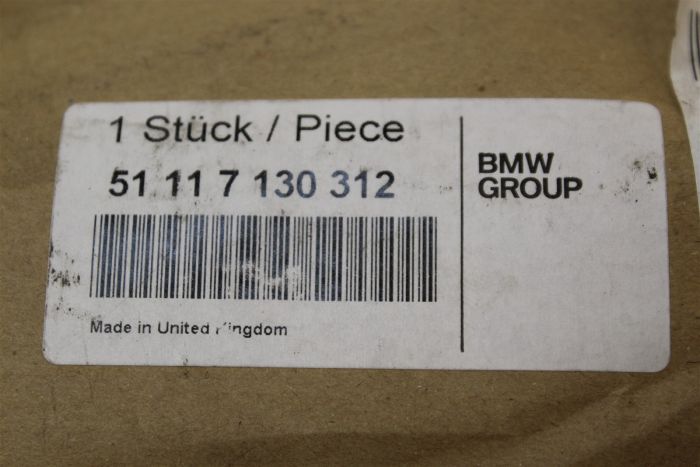 1 Stück / Piece
51 11 7 130 312
BMW
GROUP
Made in United Kingdom